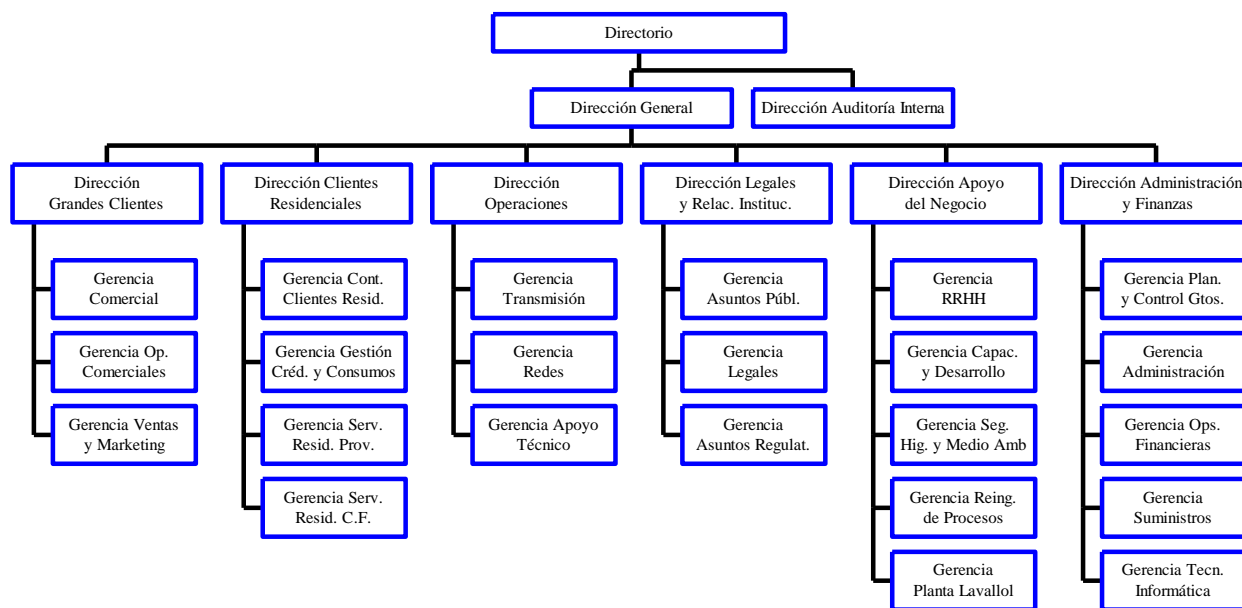 Directorio
Dirección General
Dirección Auditoría Interna
Dirección
Grandes Clientes
Dirección Clientes
Residenciales
Dirección
Operaciones
Dirección Legales
y Relac. Instituc.
Dirección Apoyo
del Negocio
Dirección Administración
y Finanzas
Gerencia
Comercial
Gerencia Op.
Comerciales
Gerencia Ventas
y Marketing
Gerencia Cont.
Clientes Resid.
Gerencia Gestión
Créd. y Consumos
Gerencia Serv.
Resid. Prov.
Gerencia Serv.
Resid. C.F.
Gerencia
Transmisión
Gerencia
Redes
Gerencia Apoyo
Técnico
Gerencia
Asuntos Públ.
Gerencia
Legales
Gerencia
Asuntos Regulat.
Gerencia
RRHH
Gerencia Capac.
y Desarrollo
Gerencia Seg.
Hig. y Medio Amb
Gerencia Reing.
de Procesos
Gerencia
Planta Lavallol
Gerencia Plan.
y Control Gtos.
Gerencia
Administración
Gerencia Ops.
Financieras
Gerencia
Suministros
Gerencia Tecn.
Informática